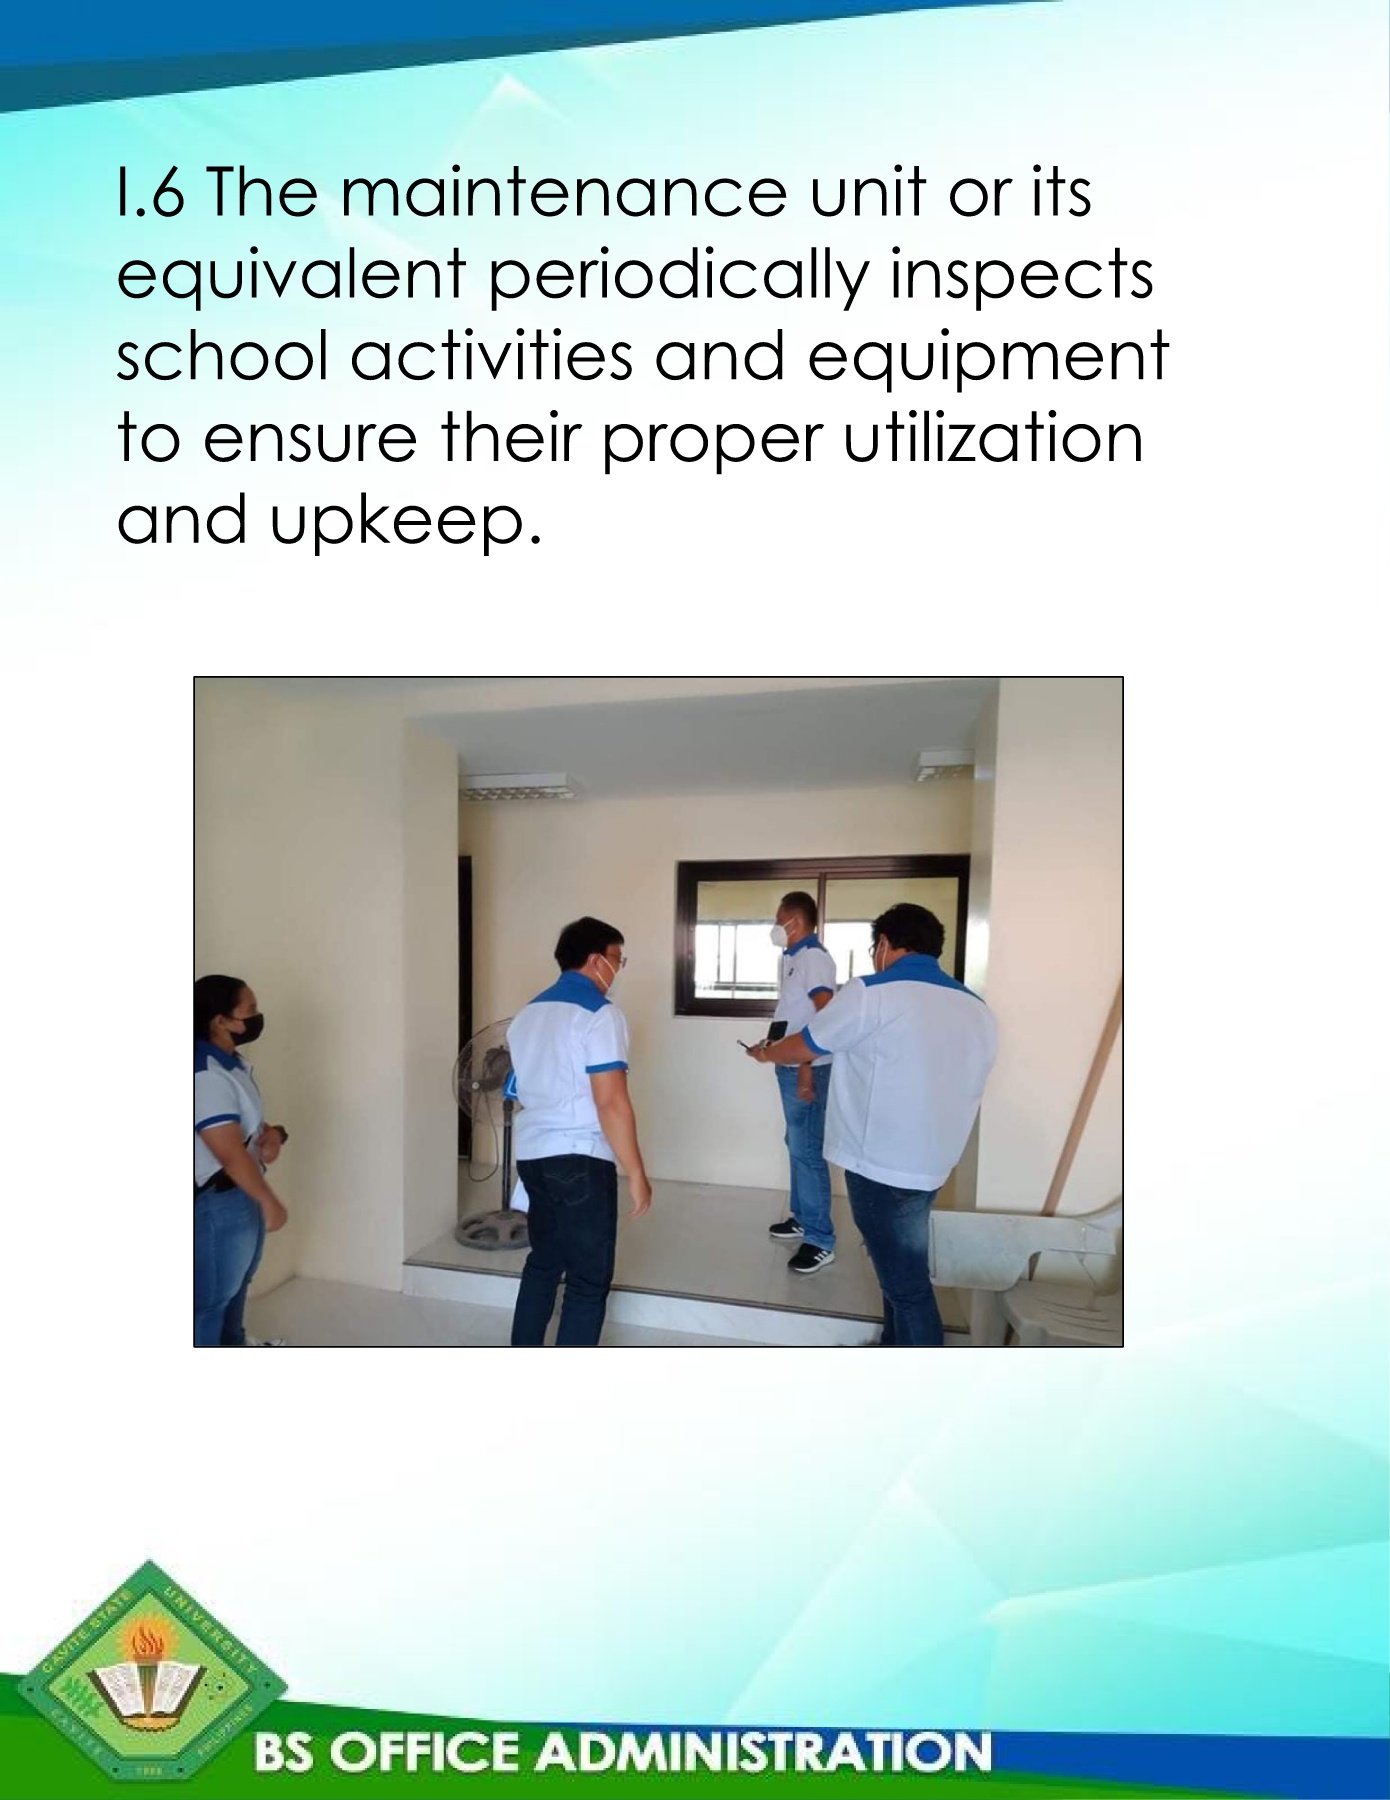 I.6 The maintenance unit or its
equivalent periodically inspects
school activities and equipment
to ensure their proper utilization
and upkeep.
CAVITE STATE
UNIVERSITY
CAVITE
PHILIPPINES
1906
BS OFFICE ADMINISTRATION